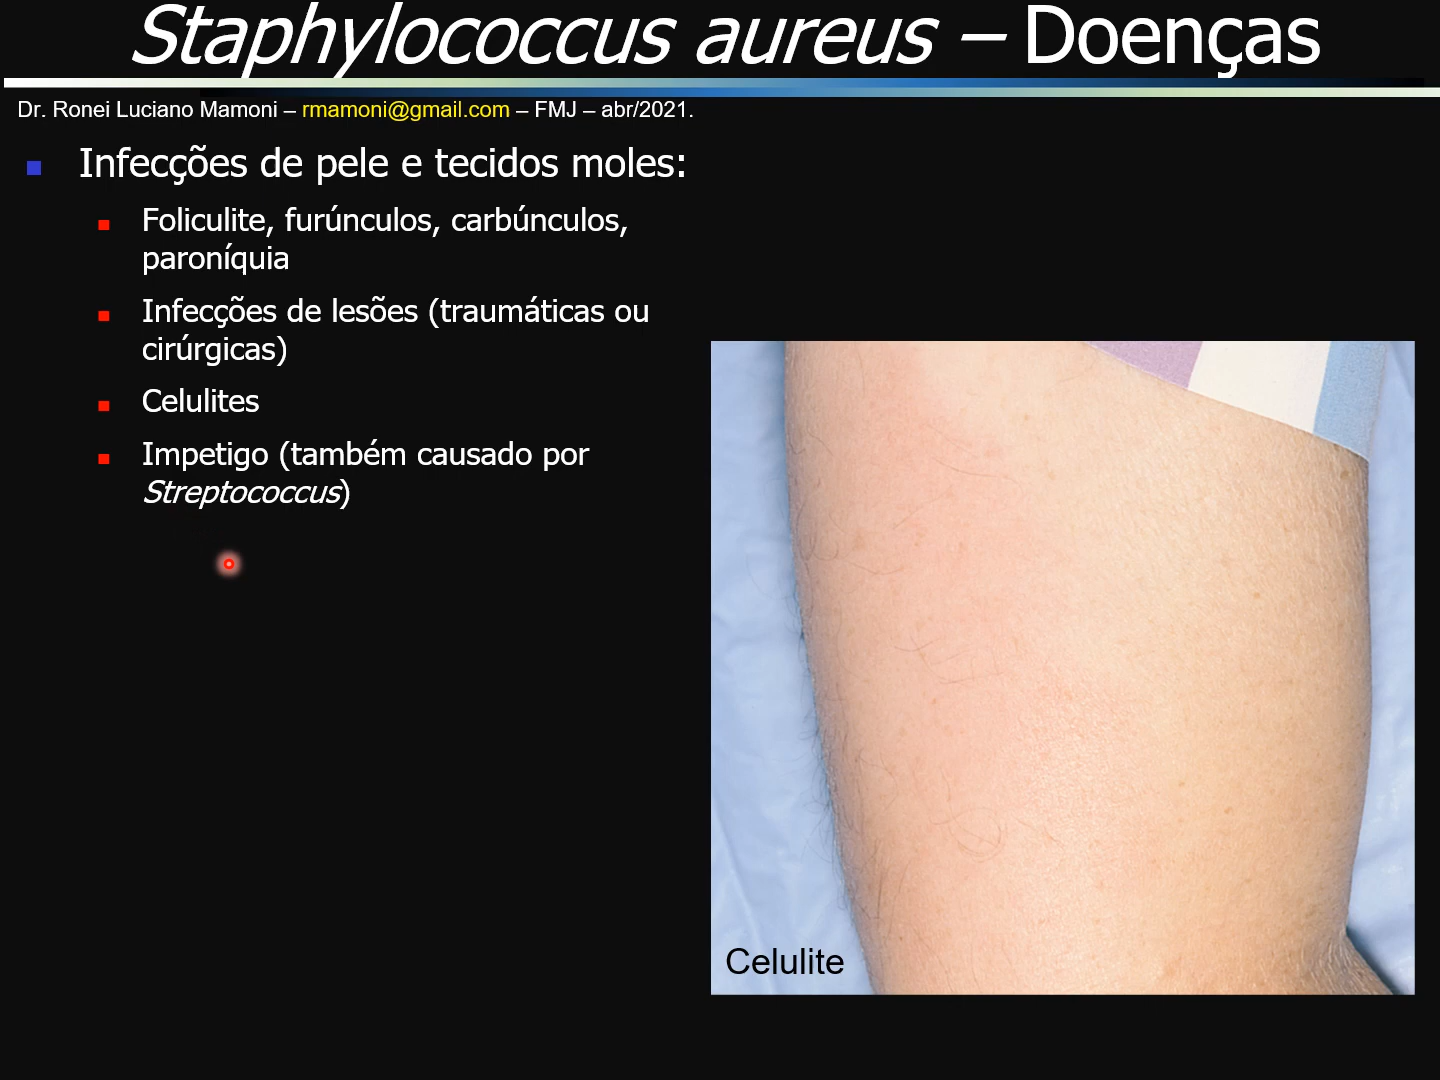 Staphylococcus aureus – Doenças
Dr. Ronei Luciano Mamoni – rmamoni@gmail.com – FMJ – abr/2021.
Infecções de pele e tecidos moles:
Foliculite, furúnculos, carbúnculos,
paroníquia
Infecções de lesões (traumáticas ou
cirúrgicas)
Celulites
Impetigo (também causado por
Streptococcus)
Celulite